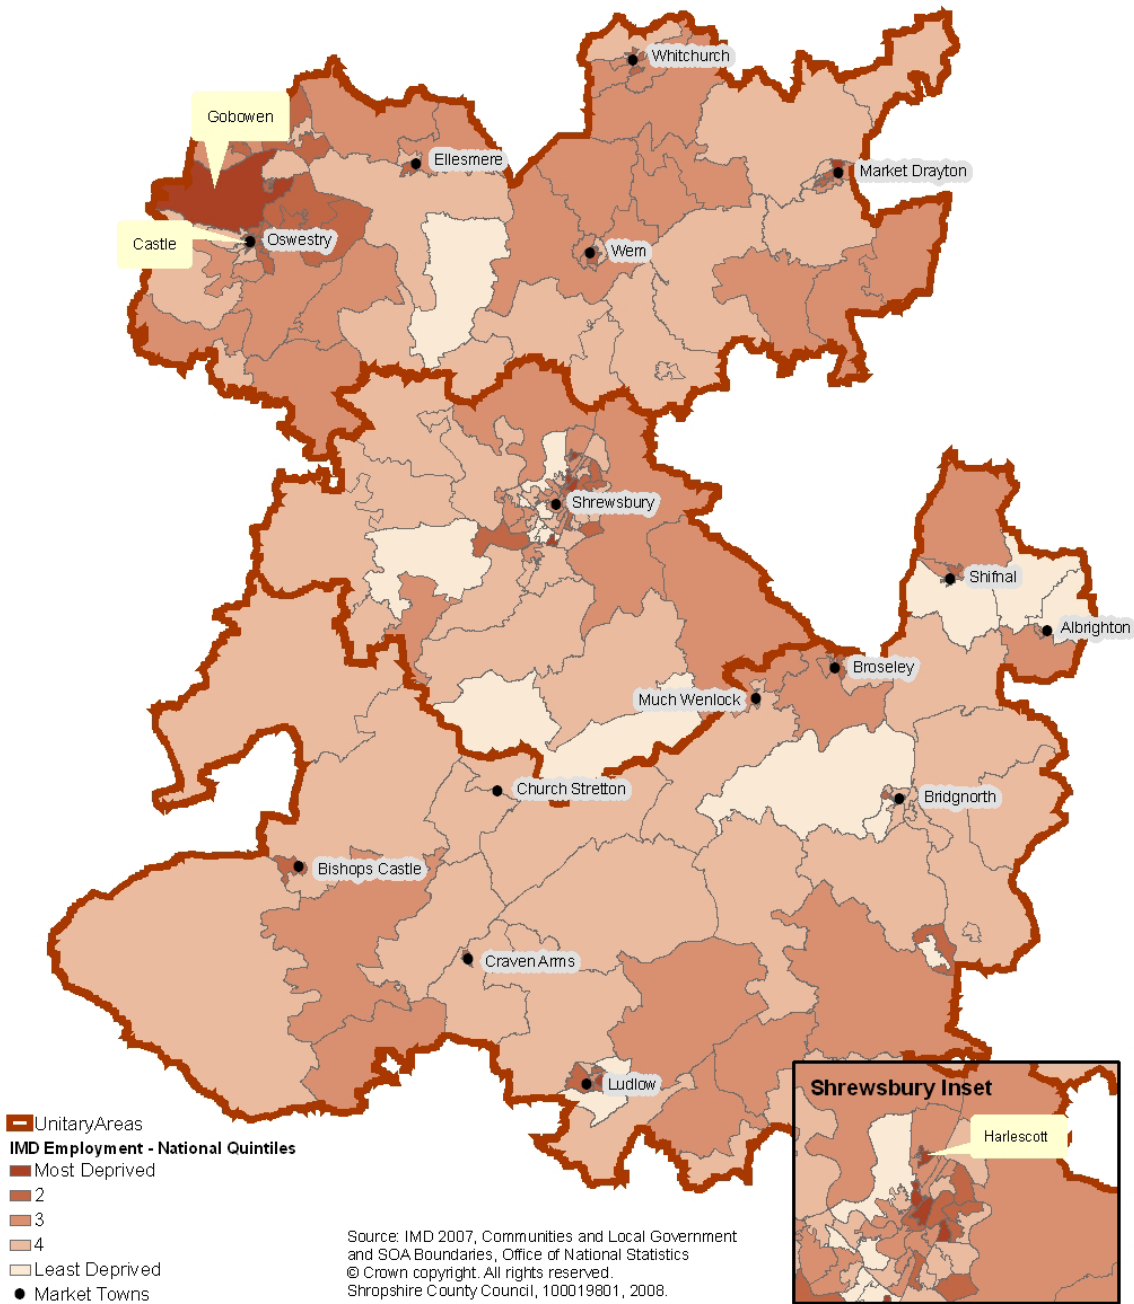 Whitchurch
Gobowen
Ellesmere
Market Drayton
Castle
Oswestry
Wem
Shrewsbury
Shifnal
Albrighton
Broseley
Much Wenlock
Church Stretton
Bridgnorth
Bishops Castle
Craven Arms
Ludlow
Shrewsbury Inset
Harlescott
UnitaryAreas
IMD Employment - National Quintiles
Most Deprived
2
3
4
Least Deprived
Market Towns
Source: IMD 2007, Communities and Local Government
and SOA Boundaries, Office of National Statistics
© Crown copyright. All rights reserved.
Shropshire County Council, 100019801, 2008.